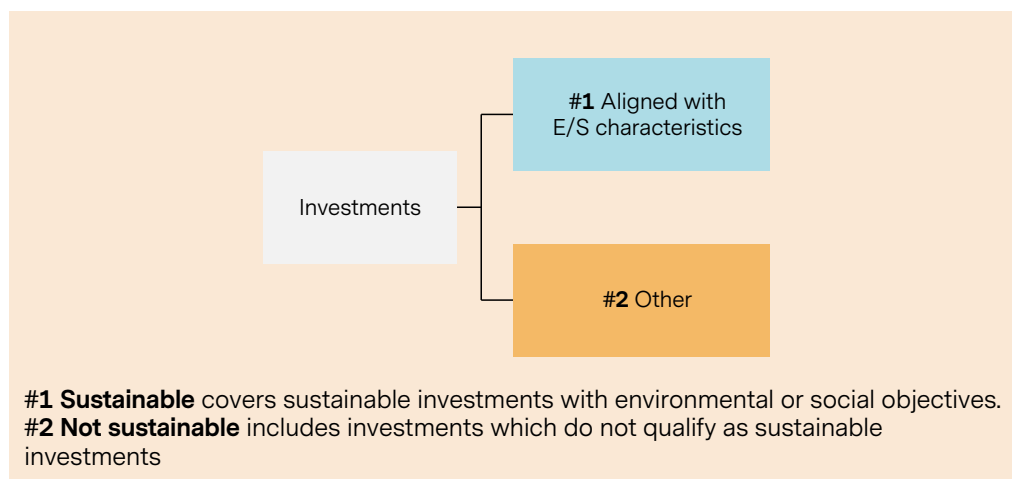 #1 Aligned with
E/S characteristics
Investments
#2 Other
#1 Sustainable covers sustainable investments with environmental or social objectives.
#2 Not sustainable includes investments which do not qualify as sustainable
investments